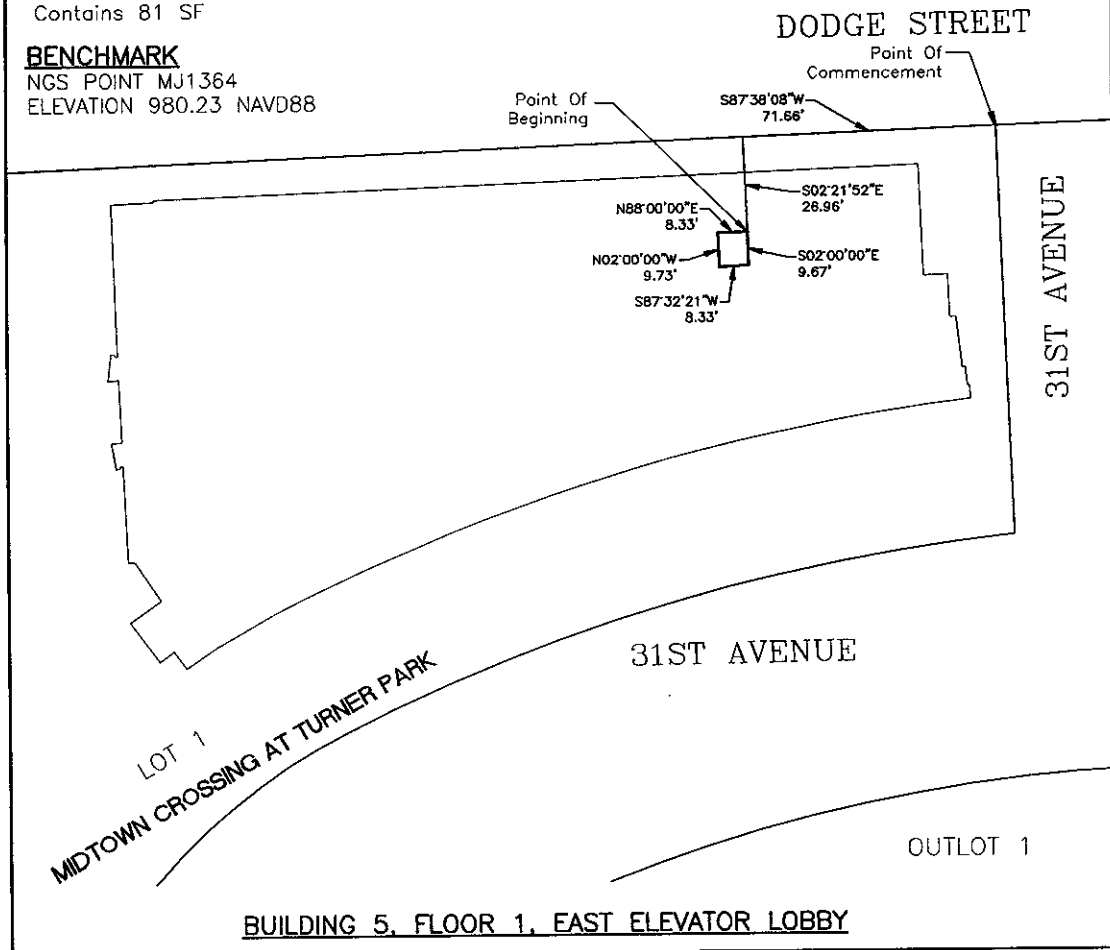 Contains 81 SF
BENCHMARK
NGS POINT MJ1364
ELEVATION 980.23 NAVD88
DODGE STREET
Point Of
Commencement
Point Of
Beginning
S87°38'08"W
71.66'
S02°21'52"E
26.96'
N88°00'00"E
8.33'
N02°00'00"W
9.73'
S02°00'00"E
9.67'
S87°32'21"W
8.33'
31ST AVENUE
31ST AVENUE
LOT 1
MIDTOWN CROSSING AT TURNER PARK
OUTLOT 1
BUILDING 5, FLOOR 1, EAST ELEVATOR LOBBY